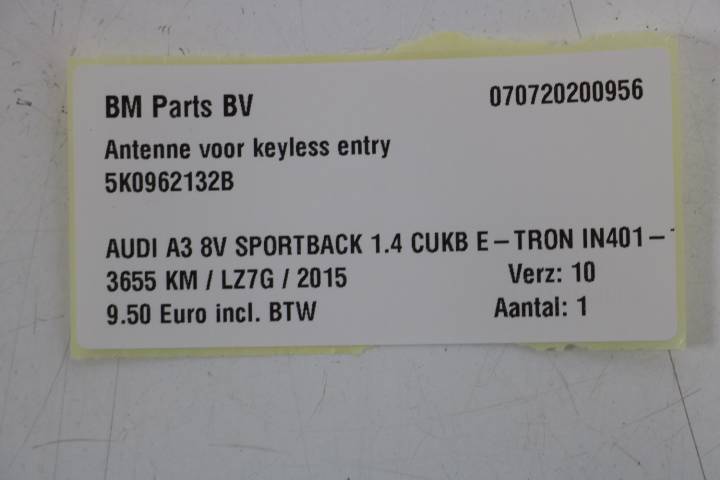 BM Parts BV 070720200956
Antenne voor keyless entry
5K0962132B
AUDI A3 8V SPORTBACK 1.4 CUKB E-TRON IN401-
3655 KM / LZ7G / 2015 Verz: 10
9.50 Euro incl. BTW Aantal: 1